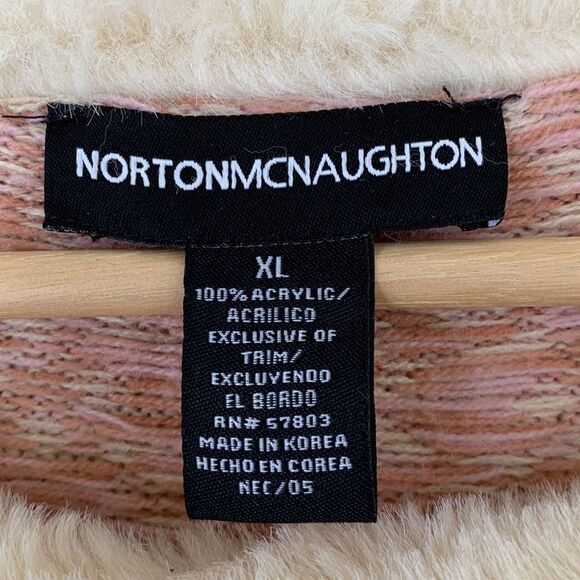 NORTONMCNAUGHTON
XL
100% ACRYLIC/
ACRILICO
EXCLUSIVE OF
TRIM/
EXCLUYENDO
EL BORDO
RN# 57803
MADE IN KOREA
HECHO EN COREA
NEC/05